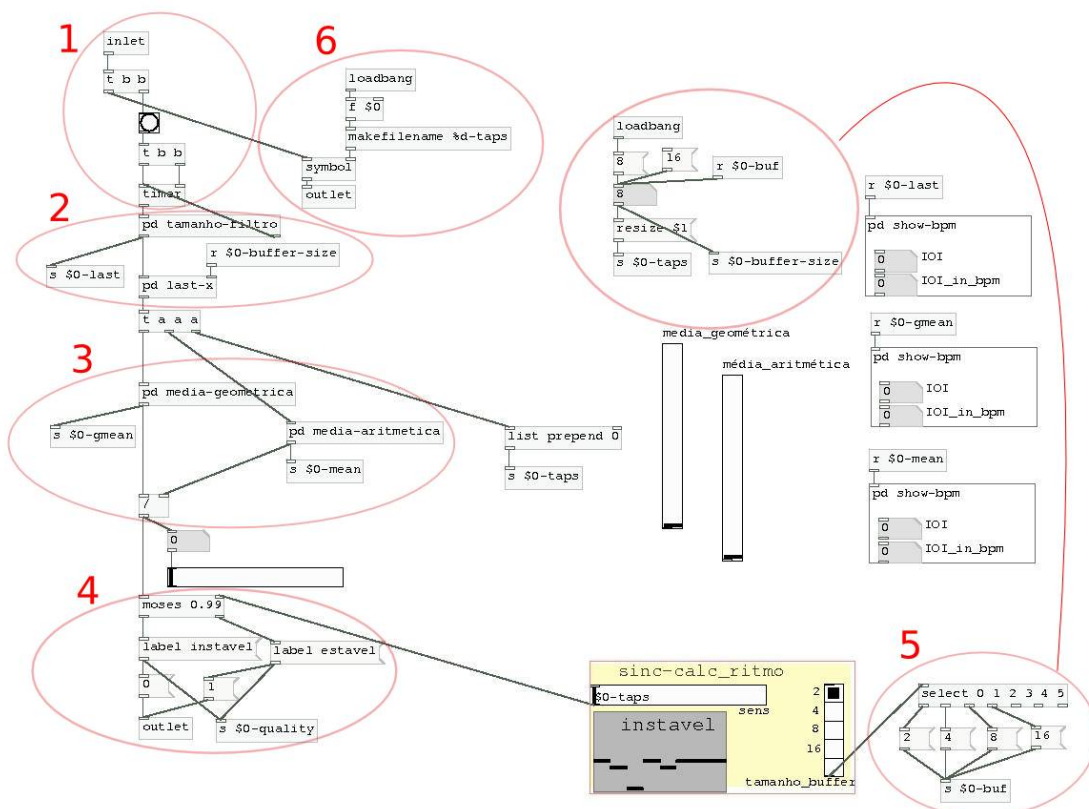 1
inlet
t b b
t b b
timer
6
loadbang
f $0
makefilename %d-taps
symbol
outlet
2
pd tamanho-filtro
r $0-buffer-size
s $0-last
pd last-x
t a a a
3
pd media-geometrica
s $0-gmean
pd media-aritmetica
s $0-mean
/
0
list prepend 0
s $0-taps
4
moses 0.99
label instavel
label estavel
0
1
outlet
s $0-quality
loadbang
8
16
r $0-buf
8
resize $1
s $0-taps
s $0-buffer-size
media_geométrica
média_aritmética
r $0-last
pd show-bpm
0
IOI
0
IOI_in_bpm
r $0-gmean
pd show-bpm
0
IOI
0
IOI_in_bpm
r $0-mean
pd show-bpm
0
IOI
0
IOI_in_bpm
sinc-calc_ritmo
$0-taps
sens
instavel
2
4
8
16
tamanho_buffer
5
select 0 1 2 3 4 5
2
4
8
16
s $0-buf